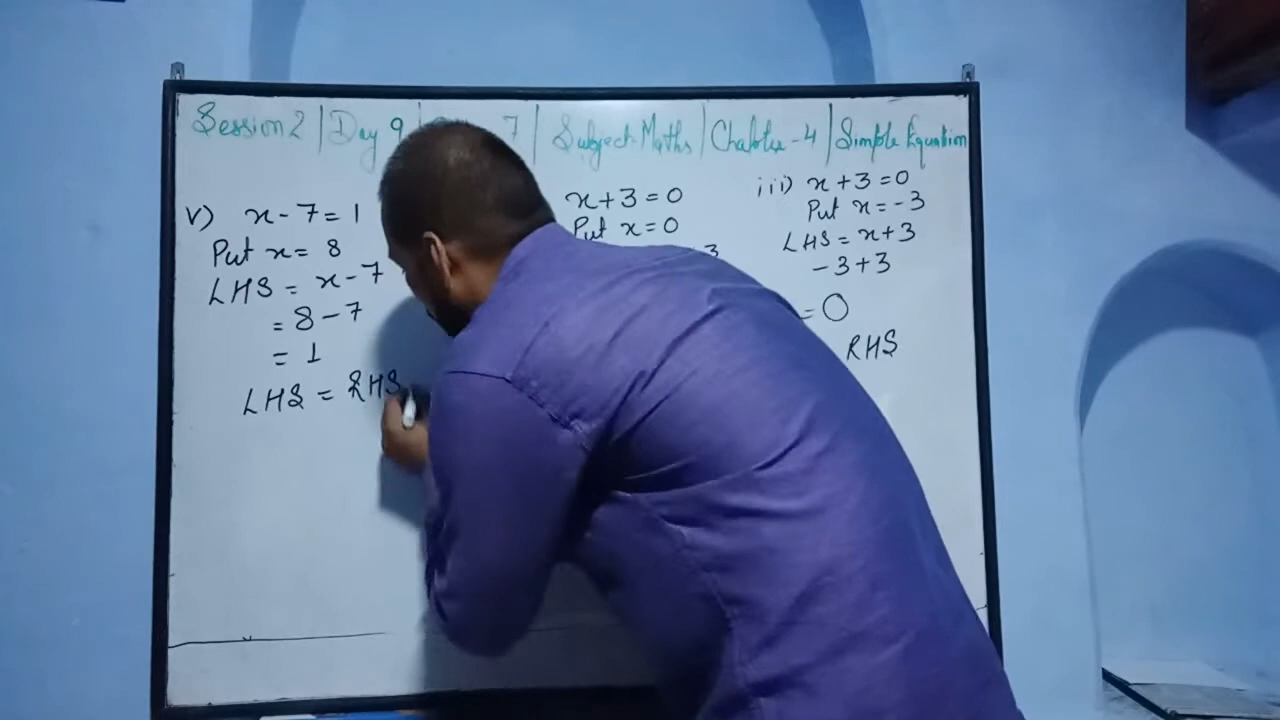 Session 2 | Day 9 | 7 | Subject-Maths | Chapter-4 | Simple Equation
v) x - 7 = 1
Put x = 8
LHS = x - 7
= 8 - 7
= 1
LHS = RHS
x + 3 = 0
Put x = 0
3
iii) x + 3 = 0
Put x = -3
LHS = x + 3
-3 + 3
= 0
RHS